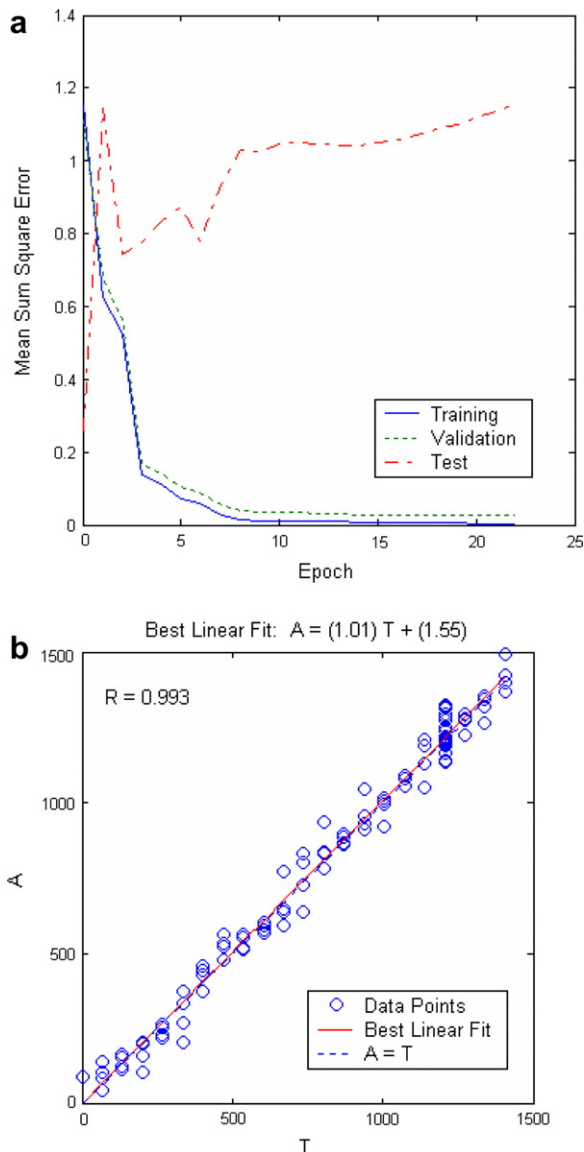 a
1.4
1.2
1
0.8
0.6
0.4
0.2
0
Mean Sum Square Error
Training
Validation
Test
0 5 10 15 20 25
Epoch
b
Best Linear Fit: A = (1.01) T + (1.55)
R = 0.993
1500
1000
500
0
A
Data Points
Best Linear Fit
A = T
0 500 1000 1500
T